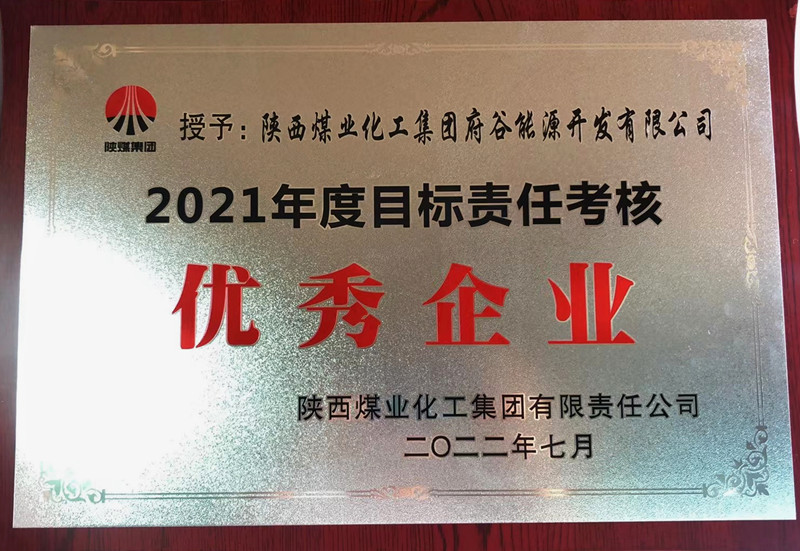 陕煤集团
授予：陕西煤业化工集团府谷能源开发有限公司
2021年度目标责任考核
优秀企业
陕西煤业化工集团有限责任公司
二〇二二年七月